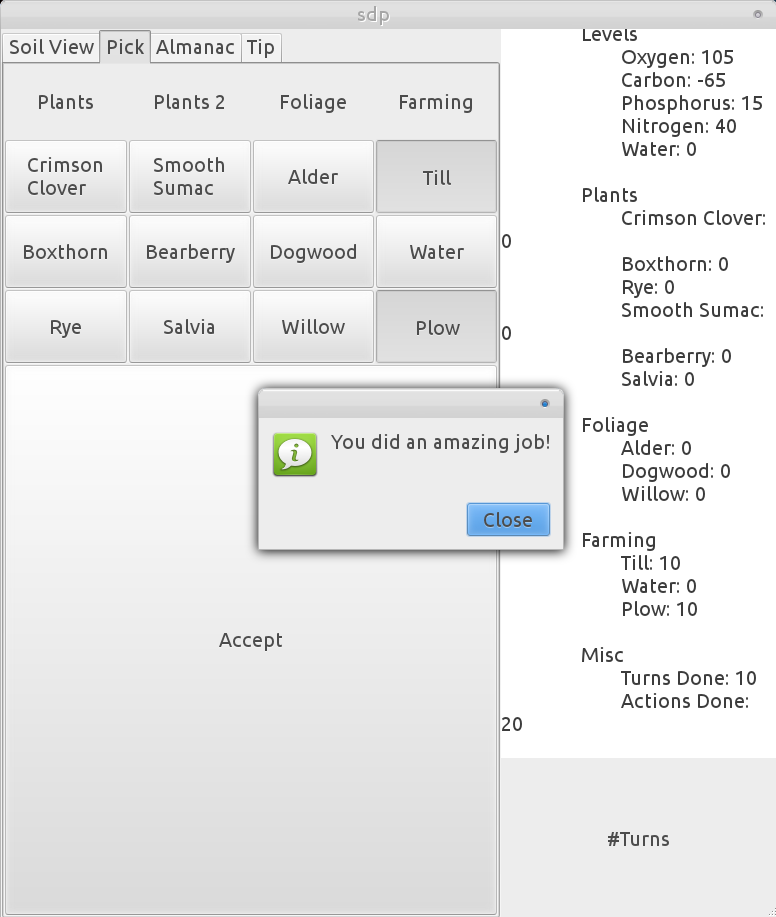 sdp
Soil View Pick Almanac Tip
Plants Plants 2 Foliage Farming
Crimson Clover
Smooth Sumac
Alder
Till
Boxthorn
Bearberry
Dogwood
Water
Rye
Salvia
Willow
Plow
Accept
You did an amazing job!
Close
Levels
Oxygen: 105
Carbon: -65
Phosphorus: 15
Nitrogen: 40
Water: 0
Plants
Crimson Clover:
0
Boxthorn: 0
Rye: 0
Smooth Sumac:
0
Bearberry: 0
Salvia: 0
Foliage
Alder: 0
Dogwood: 0
Willow: 0
Farming
Till: 10
Water: 0
Plow: 10
Misc
Turns Done: 10
Actions Done:
20
#Turns